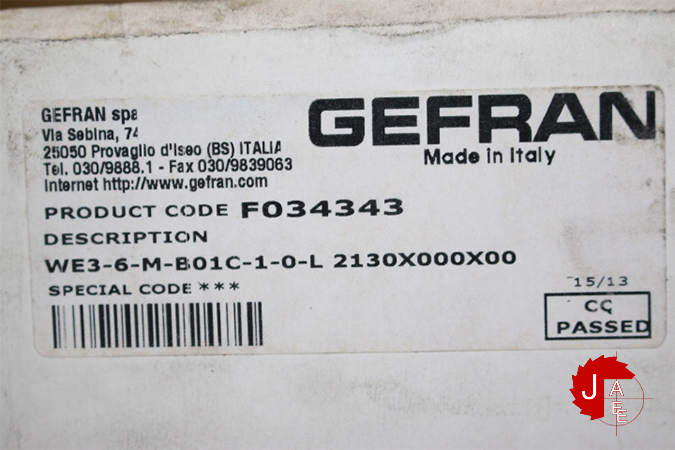 GEFRAN spa
Via Sebina, 74
25050 Provaglio d'Iseo (BS) ITALIA
Tel. 030/9888.1 - Fax 030/9839063
Internet http://www.gefran.com
GEFRAN
Made in Italy
PRODUCT CODE F034343
DESCRIPTION
WE3-6-M-B01C-1-0-L 2130X000X00
SPECIAL CODE ***
15/13
CQ
PASSED
JAEE